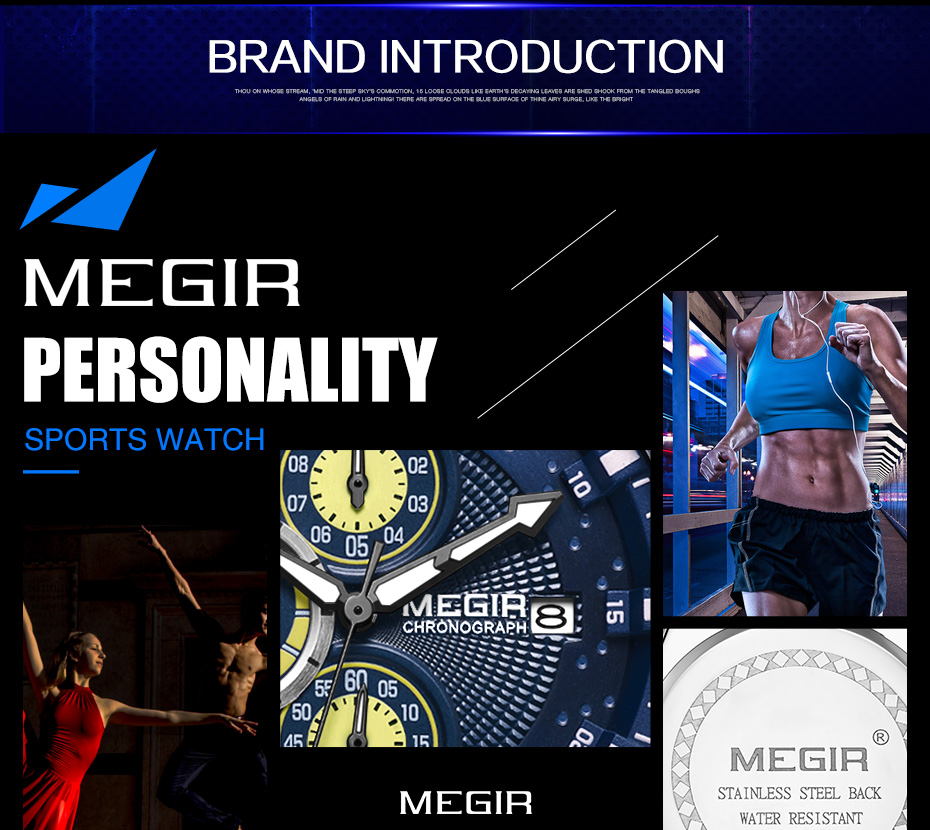 BRAND INTRODUCTION
THOU ON WHOSE STREAM, 'MID THE STEEP SKY'S COMMOTION, 15 LOOSE CLOUDS LIKE EARTH'S DECAYING LEAVES ARE SHED SHOOK FROM THE TANGLED BOUGHS
ANGELS OF RAIN AND LIGHTNING! THERE ARE SPREAD ON THE BLUE SURFACE OF THINE AIRY SURGE, LIKE THE BRIGHT
MEGIR
PERSONALITY
SPORTS WATCH
08 02
07 03
06 05 04
10
MEGIR
CHRONOGRAPH 8
15
55 60 05
50 10
45 15
20
MEGIR
MEGIR®
STAINLESS STEEL BACK
WATER RESISTANT